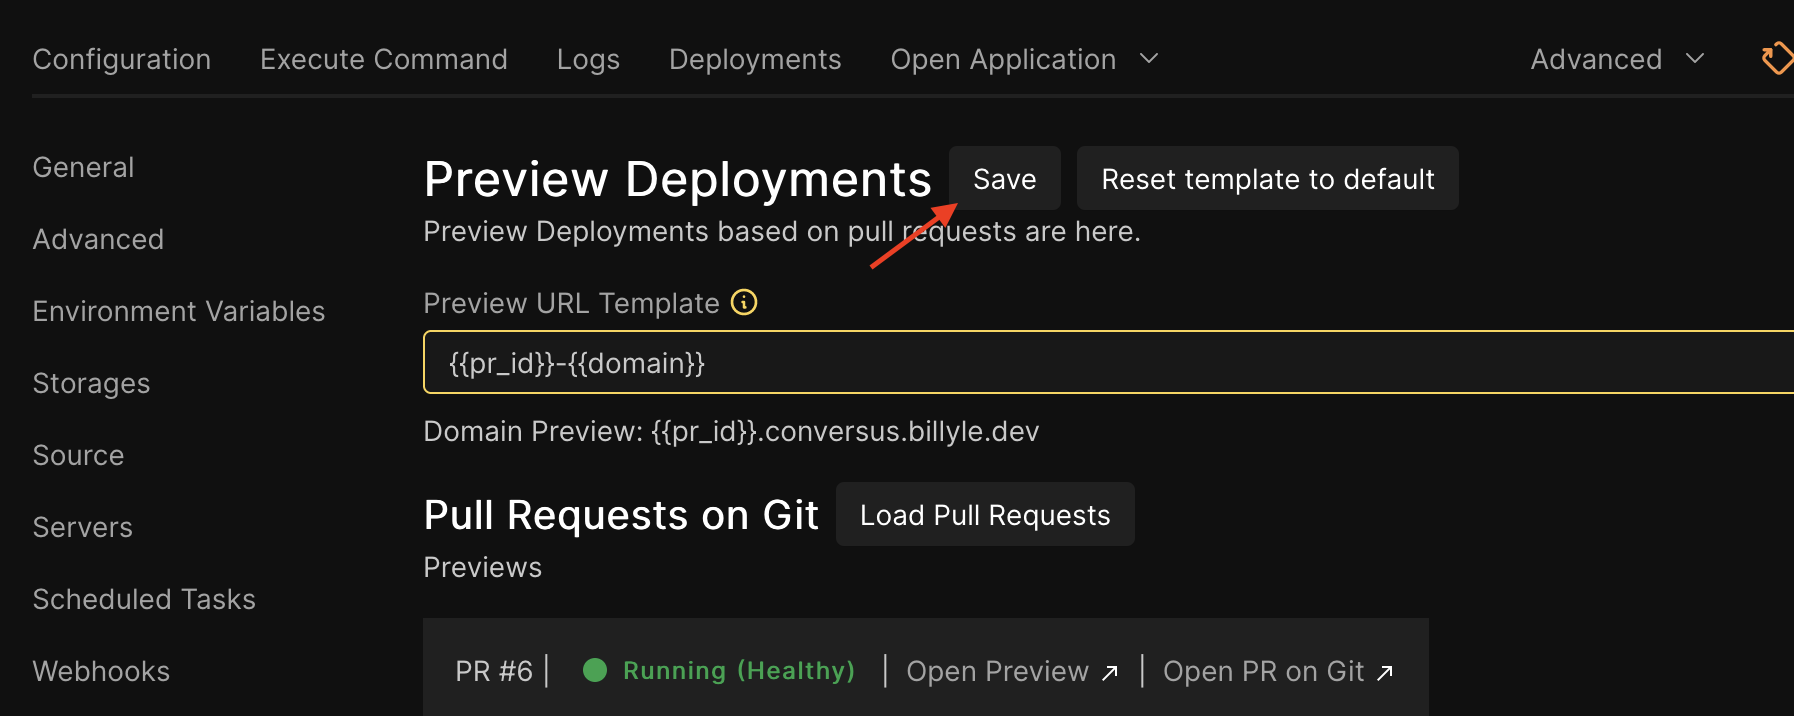 Configuration Execute Command Logs Deployments Open Application Advanced
General
Advanced
Environment Variables
Storages
Source
Servers
Scheduled Tasks
Webhooks
Preview Deployments Save Reset template to default
Preview Deployments based on pull requests are here.
Preview URL Template
{{pr_id}}-{{domain}}
Domain Preview: {{pr_id}}.conversus.billyle.dev
Pull Requests on Git Load Pull Requests
Previews
PR #6 | Running (Healthy) | Open Preview | Open PR on Git